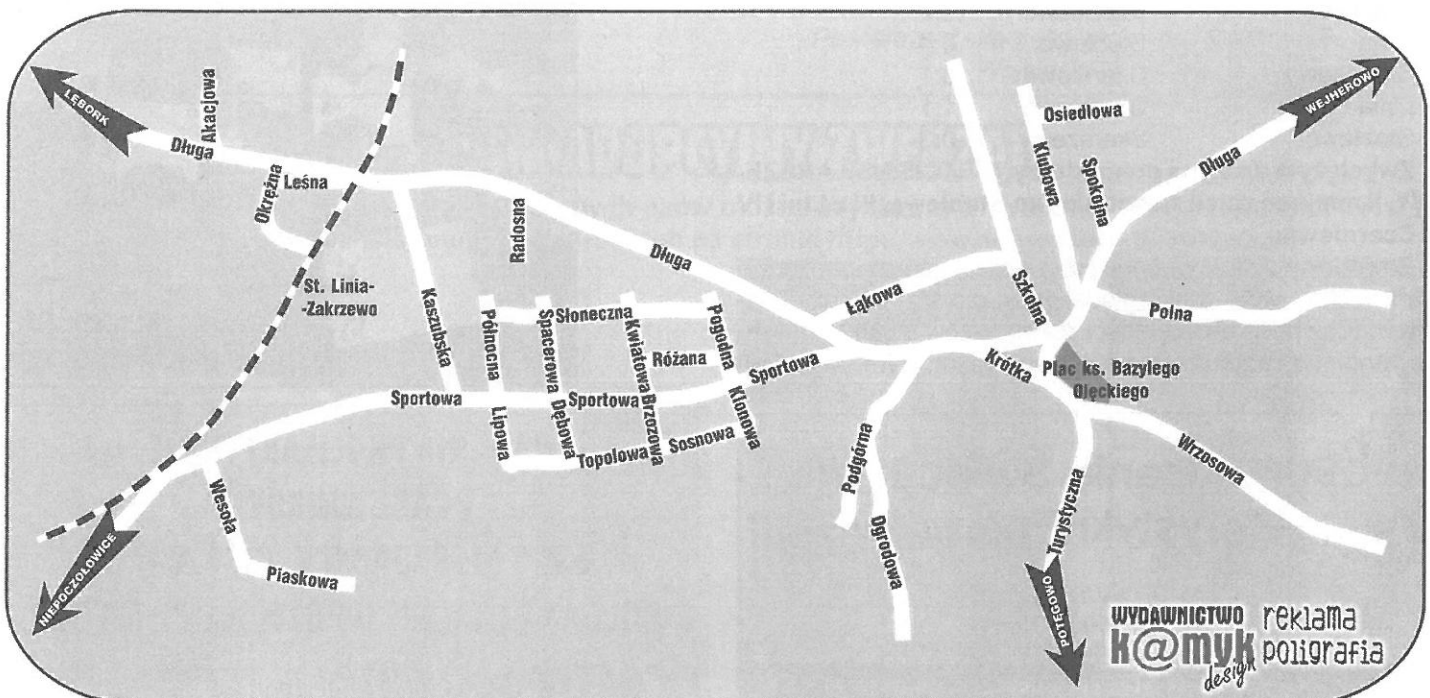 LĘBORK
Długa
Akacjowa
Okrężna
Leśna
St. Linia-
-Zakrzewo
Kaszubska
Radosna
Długa
Północna
Spacerowa
Słoneczna
Kwiatowa
Różana
Pogodna
Sportowa
Sportowa
Sportowa
Lipowa
Dębowa
Topolowa
Brzozowa
Sosnowa
Klonowa
Wesoła
Piaskowa
NIEPOCZOŁOWICE
Łąkowa
Szkolna
Osiedlowa
Klubowa
Spokojna
Długa
WEJHEROWO
Polna
Krótka
Plac ks. Bazylego
Olęckiego
Wrzosowa
Podgórna
Ogrodowa
Turystyczna
POTĘGOWO
WYDAWNICTWO
k@myk
design
reklama
poligrafia